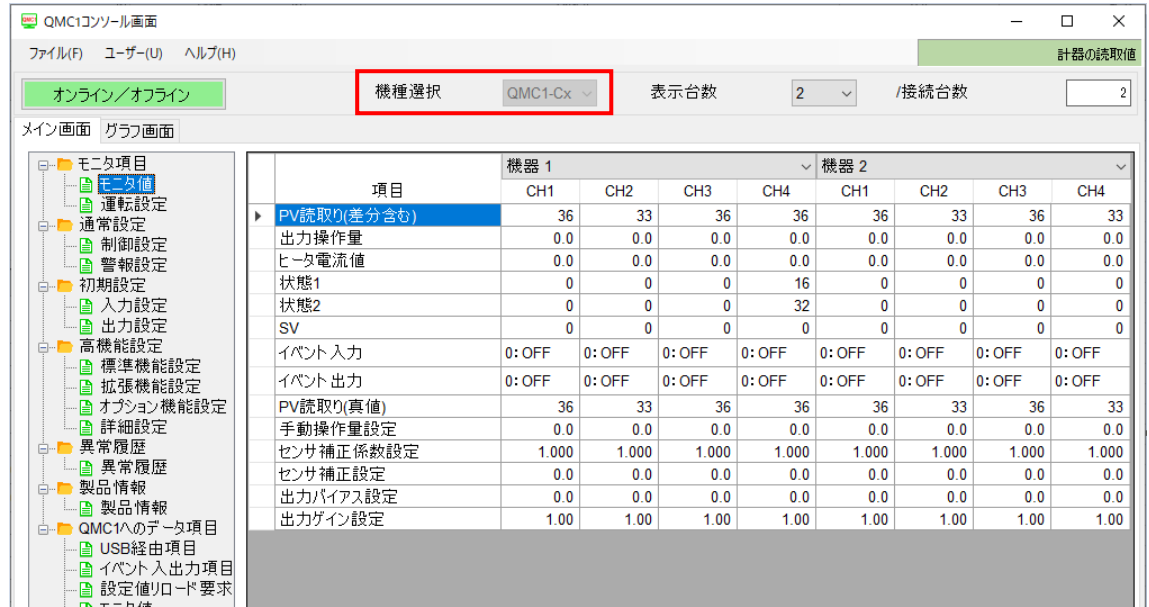 QMC1コンソール画面
ファイル(F) ユーザー(U) ヘルプ(H)
計器の読取値
オンライン／オフライン
機種選択 QMC1-Cx 表示台数 2 /接続台数 2
メイン画面 グラフ画面
モニタ項目
モニタ値
運転設定
通常設定
制御設定
警報設定
初期設定
入力設定
出力設定
高機能設定
標準機能設定
拡張機能設定
オプション機能設定
詳細設定
異常履歴
異常履歴
製品情報
製品情報
QMC1へのデータ項目
USB経由項目
イベント入出力項目
設定値リロード要求
モニタ値
機器 1 機器 2
項目 CH1 CH2 CH3 CH4 CH1 CH2 CH3 CH4
PV読取り(差分含む) 36 33 36 36 36 33 36 33
出力操作量 0.0 0.0 0.0 0.0 0.0 0.0 0.0 0.0
ヒータ電流値 0.0 0.0 0.0 0.0 0.0 0.0 0.0 0.0
状態1 0 0 0 16 0 0 0 0
状態2 0 0 0 32 0 0 0 0
SV 0 0 0 0 0 0 0 0
イベント入力 0: OFF 0: OFF 0: OFF 0: OFF 0: OFF 0: OFF 0: OFF 0: OFF
イベント出力 0: OFF 0: OFF 0: OFF 0: OFF 0: OFF 0: OFF 0: OFF 0: OFF
PV読取り(真値) 36 33 36 36 36 33 36 33
手動操作量設定 0.0 0.0 0.0 0.0 0.0 0.0 0.0 0.0
センサ補正係数設定 1.000 1.000 1.000 1.000 1.000 1.000 1.000 1.000
センサ補正設定 0.0 0.0 0.0 0.0 0.0 0.0 0.0 0.0
出力バイアス設定 0.0 0.0 0.0 0.0 0.0 0.0 0.0 0.0
出力ゲイン設定 1.00 1.00 1.00 1.00 1.00 1.00 1.00 1.00